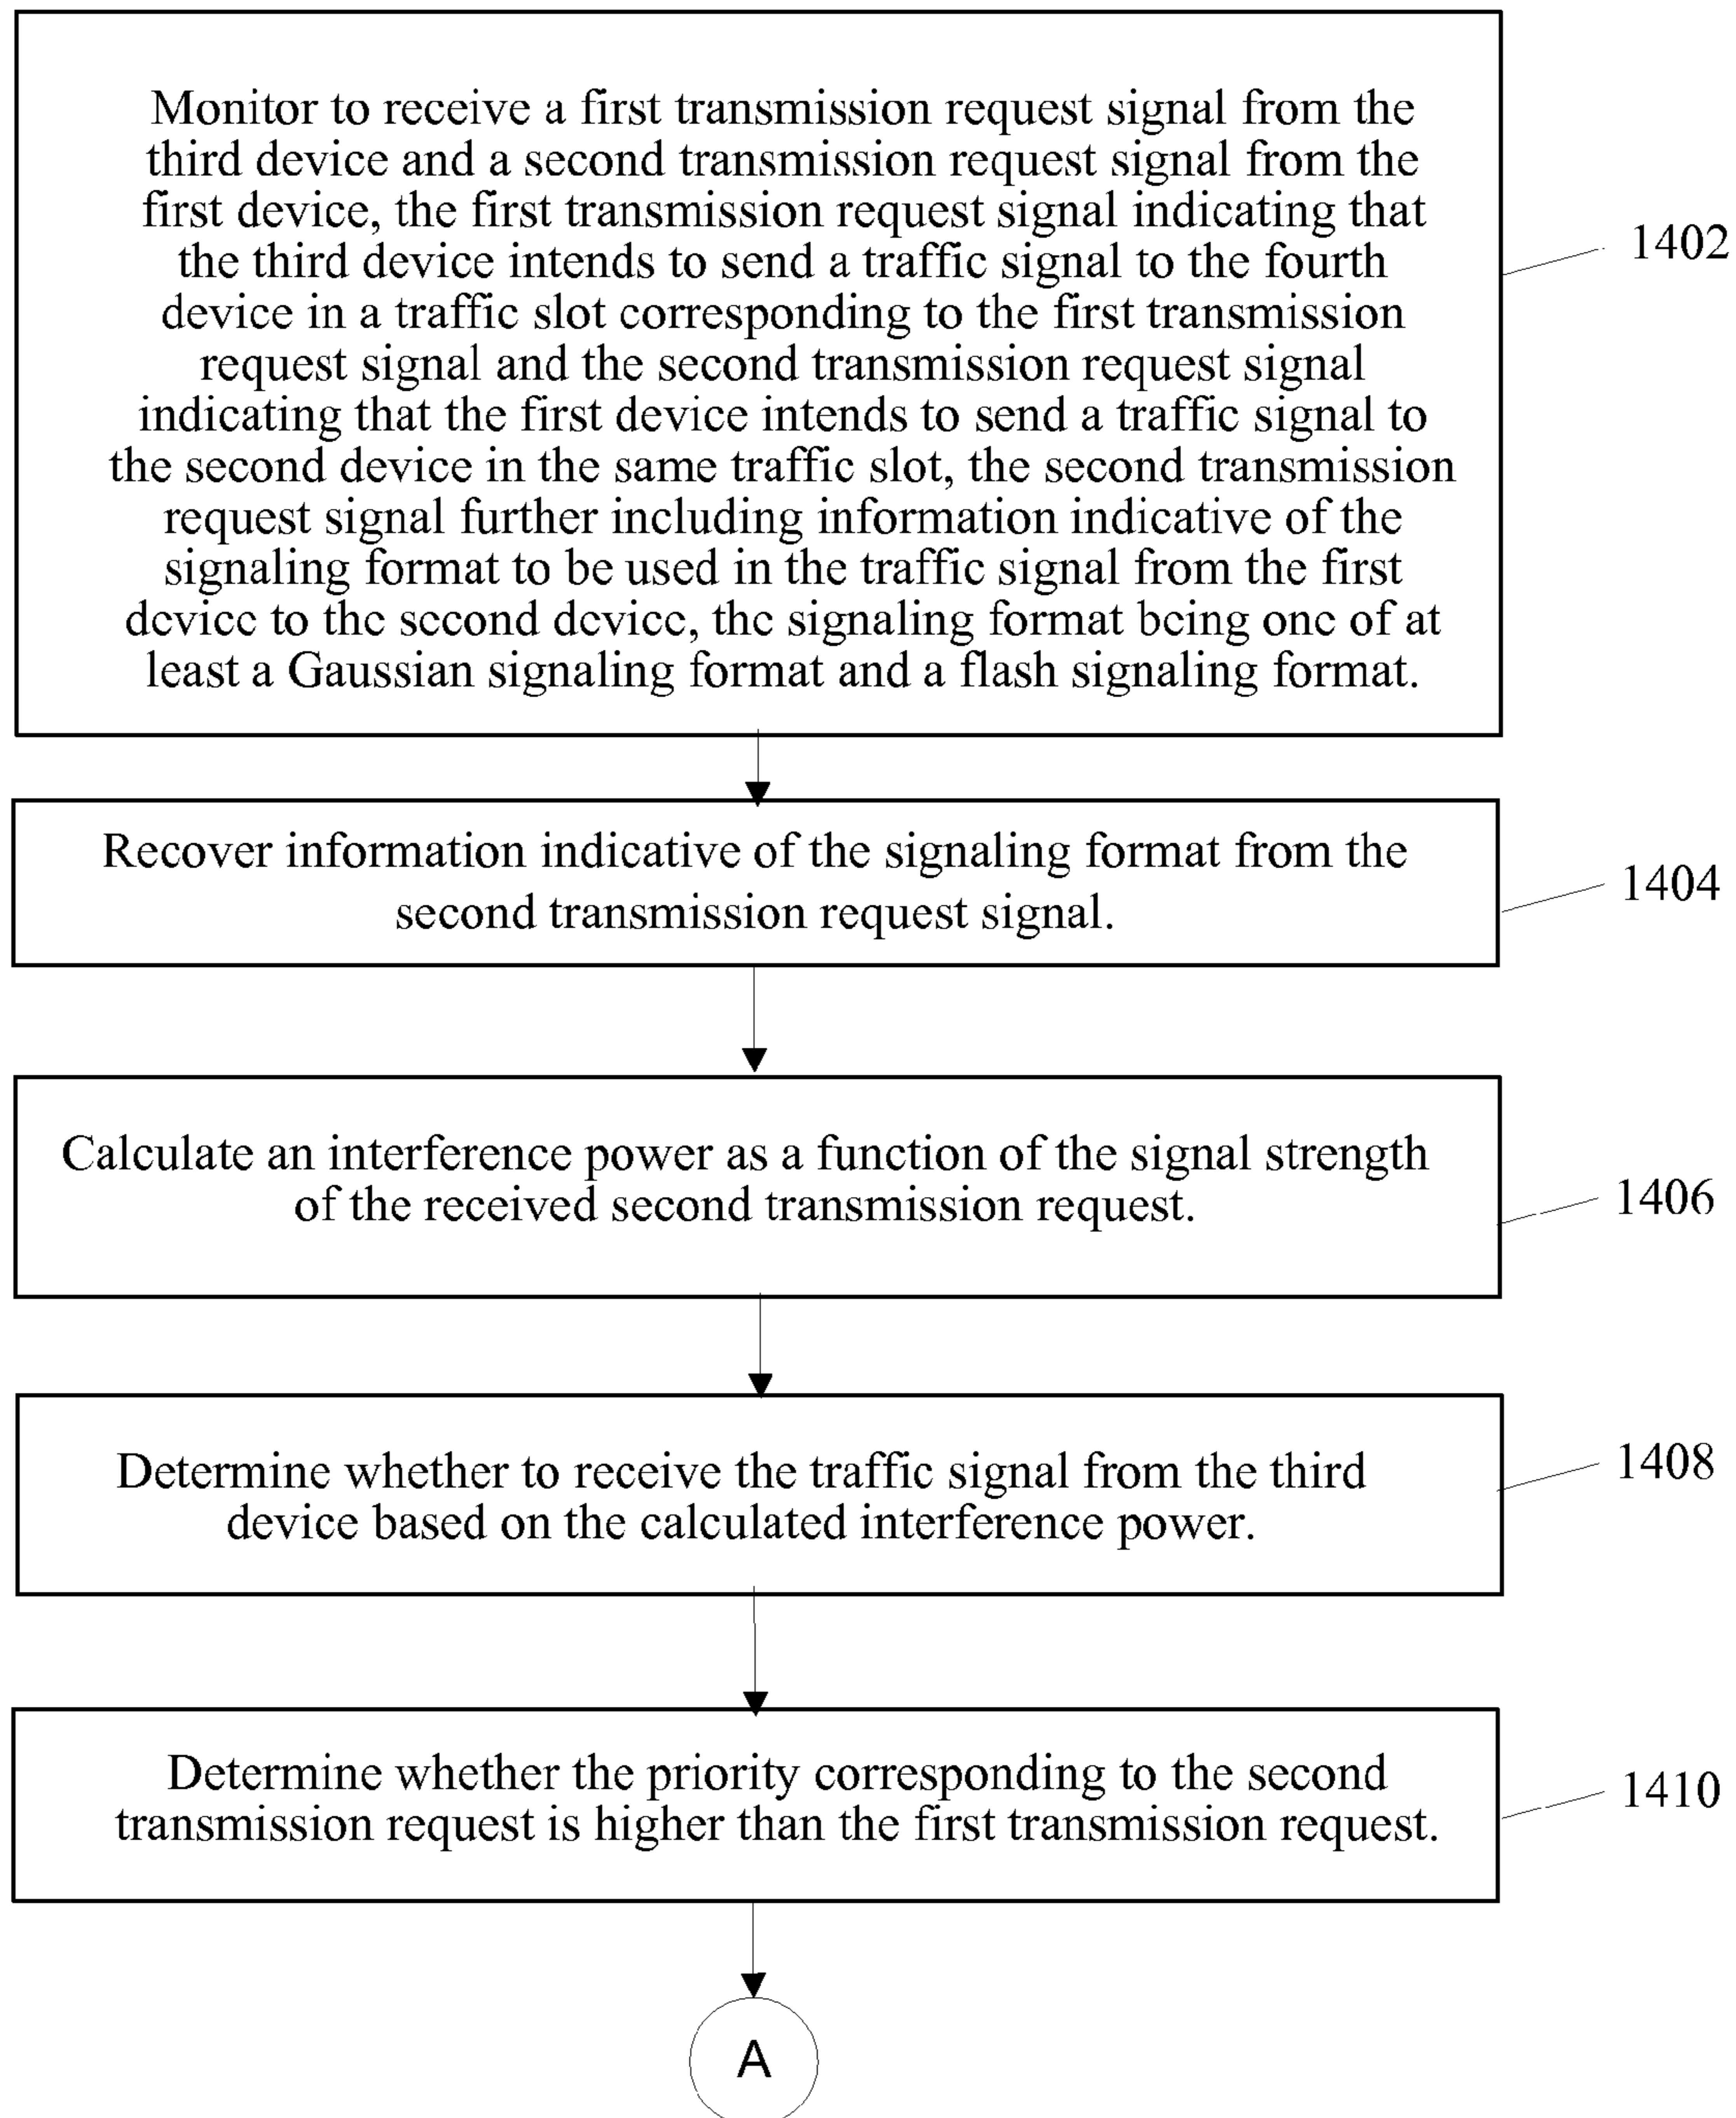 Monitor to receive a first transmission request signal from the
third device and a second transmission request signal from the
first device, the first transmission request signal indicating that
the third device intends to send a traffic signal to the fourth
device in a traffic slot corresponding to the first transmission
request signal and the second transmission request signal
indicating that the first device intends to send a traffic signal to
the second device in the same traffic slot, the second transmission
request signal further including information indicative of the
signaling format to be used in the traffic signal from the first
device to the second device, the signaling format being one of at
least a Gaussian signaling format and a flash signaling format.
1402
Recover information indicative of the signaling format from the
second transmission request signal.
1404
Calculate an interference power as a function of the signal strength
of the received second transmission request.
1406
Determine whether to receive the traffic signal from the third
device based on the calculated interference power.
1408
Determine whether the priority corresponding to the second
transmission request is higher than the first transmission request.
1410
A